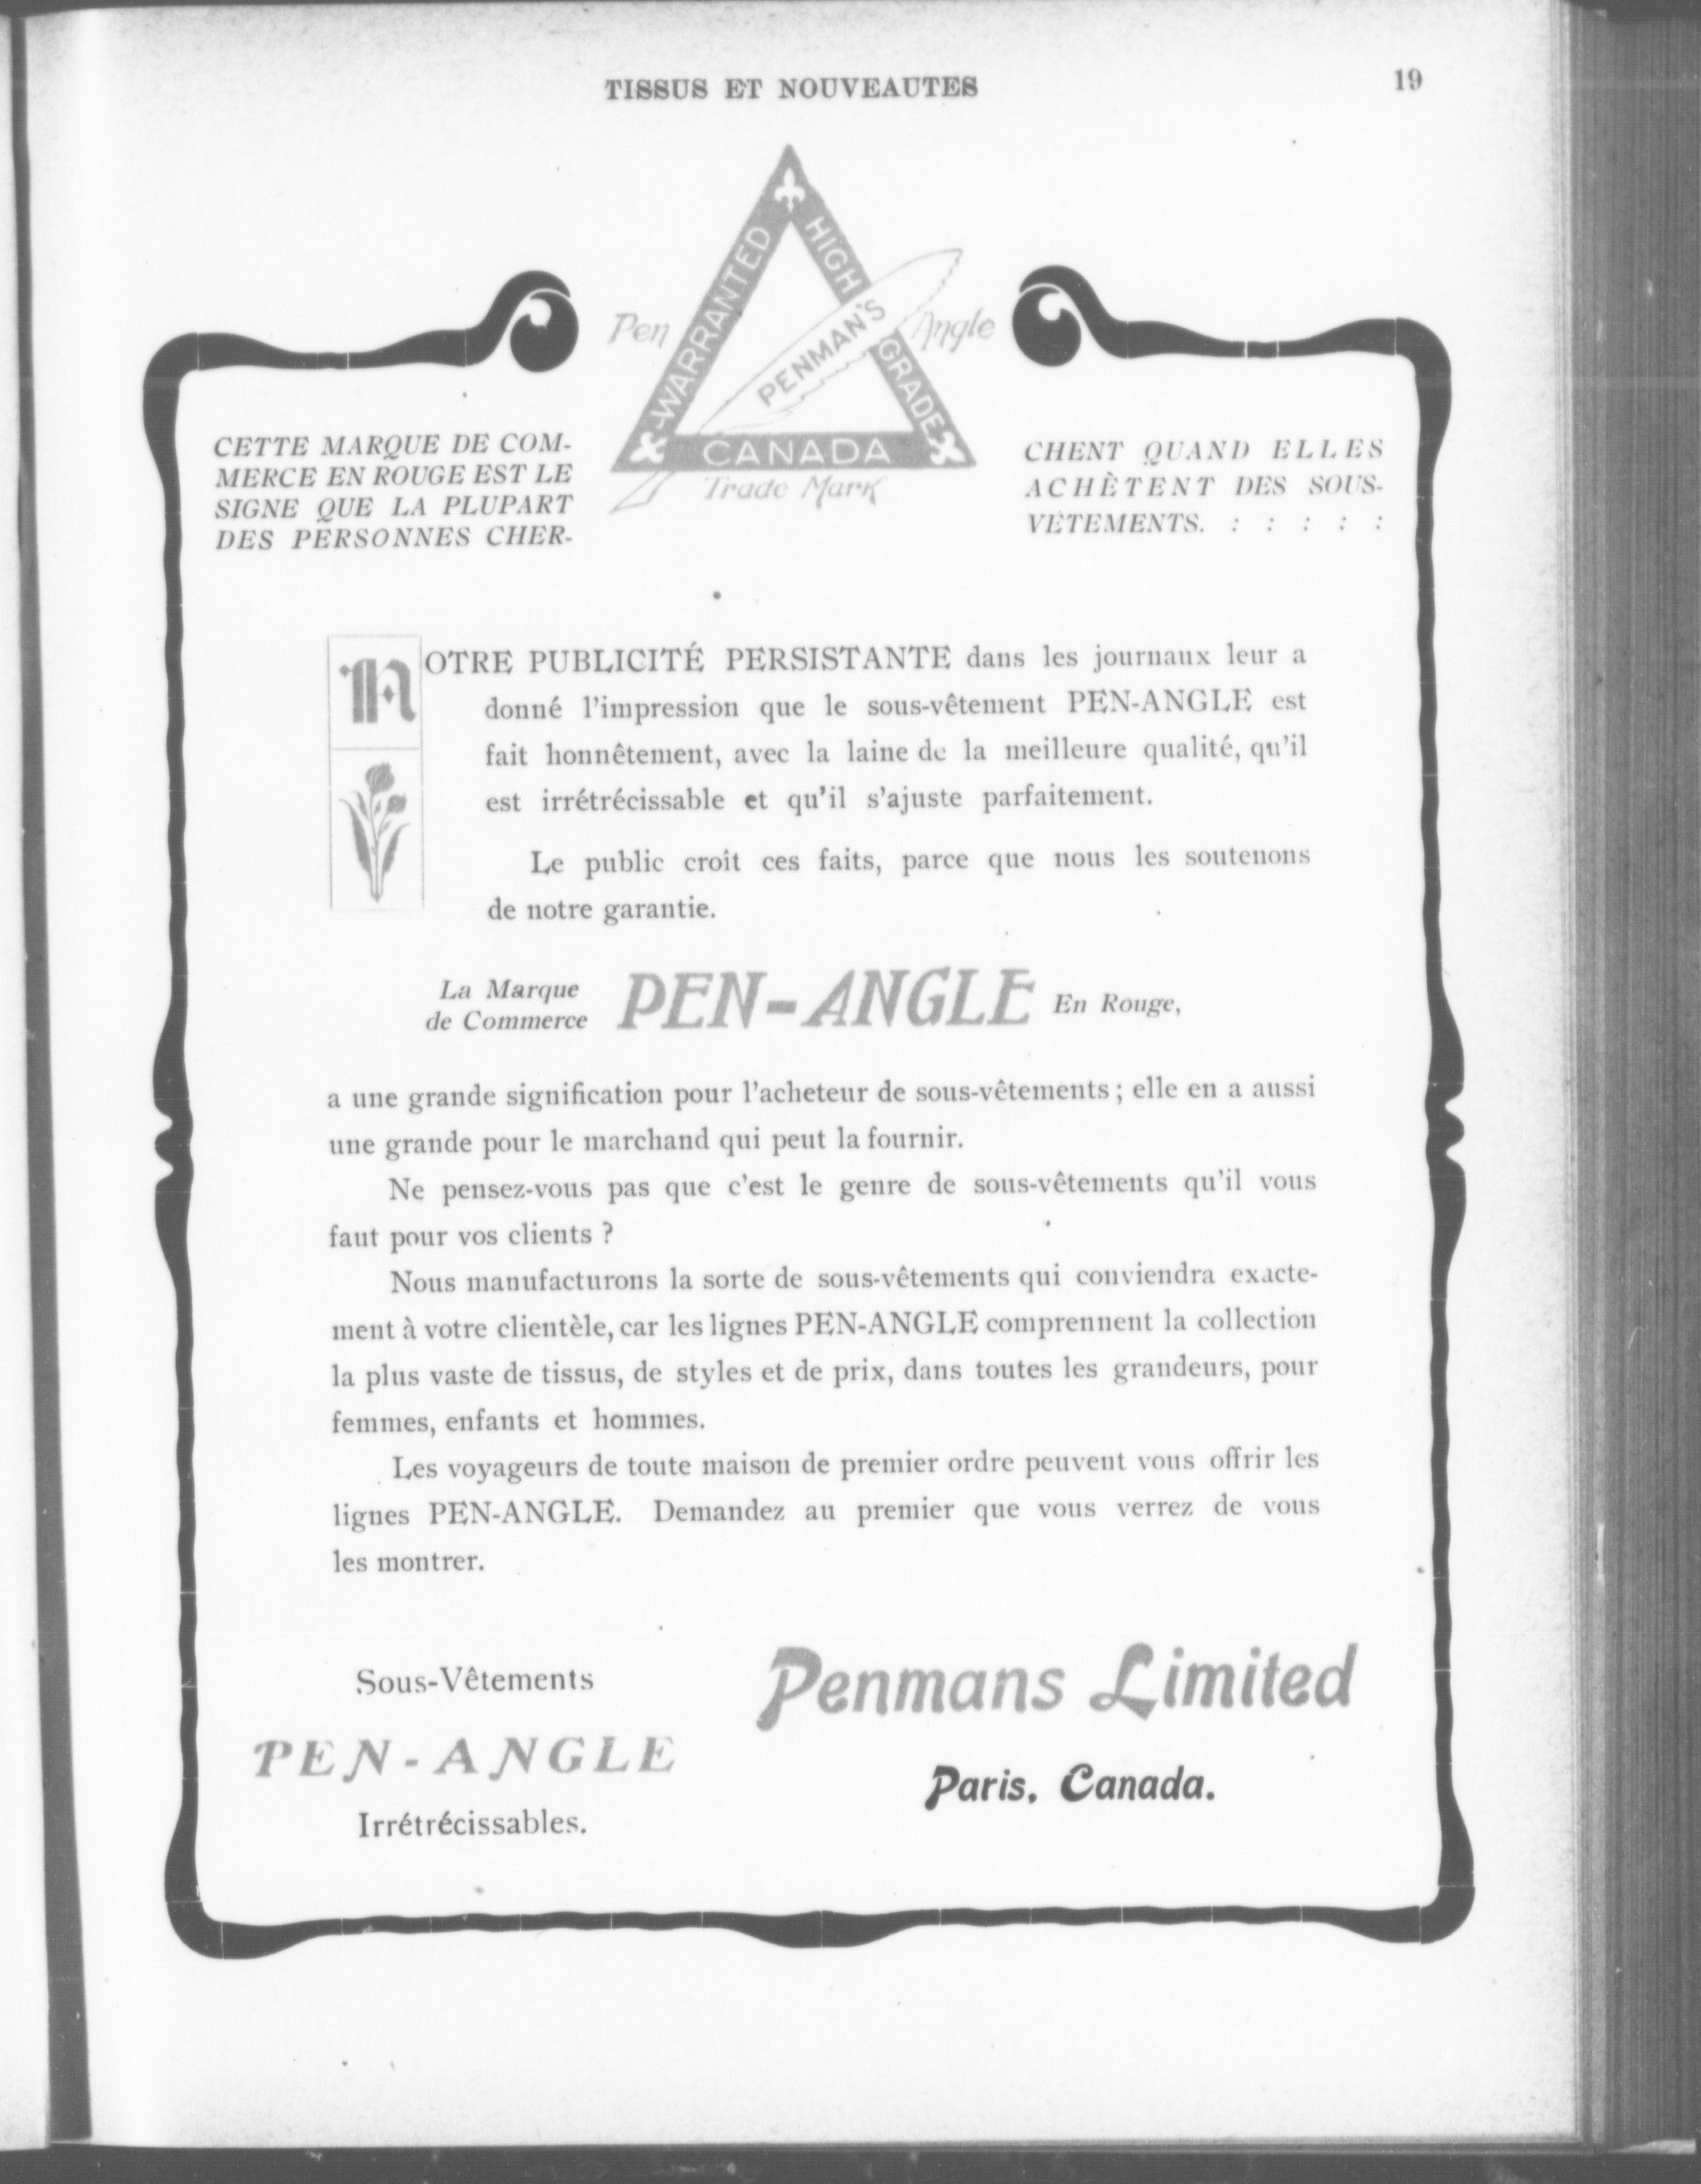 TISSUS ET NOUVEAUTES
19
Pen
WARRANTED
HIGH
GRADE
PENMAN'S
Angle
CANADA
Trade Mark
CETTE MARQUE DE COM-
MERCE EN ROUGE EST LE
SIGNE QUE LA PLUPART
DES PERSONNES CHER-
CHENT QUAND ELLES
ACHÈTENT DES SOUS-
VÊTEMENTS. : : : : :
NOTRE PUBLICITÉ PERSISTANTE dans les journaux leur a
donné l'impression que le sous-vêtement PEN-ANGLE est
fait honnêtement, avec la laine de la meilleure qualité, qu'il
est irrétrécissable et qu'il s'ajuste parfaitement.
Le public croît ces faits, parce que nous les soutenons
de notre garantie.
La Marque
de Commerce
PEN-ANGLE
En Rouge,
a une grande signification pour l'acheteur de sous-vêtements ; elle en a aussi
une grande pour le marchand qui peut la fournir.
Ne pensez-vous pas que c'est le genre de sous-vêtements qu'il vous
faut pour vos clients ?
Nous manufacturons la sorte de sous-vêtements qui conviendra exacte-
ment à votre clientèle, car les lignes PEN-ANGLE comprennent la collection
la plus vaste de tissus, de styles et de prix, dans toutes les grandeurs, pour
femmes, enfants et hommes.
Les voyageurs de toute maison de premier ordre peuvent vous offrir les
lignes PEN-ANGLE. Demandez au premier que vous verrez de vous
les montrer.
Sous-Vêtements
PEN-ANGLE
Irrétrécissables.
Penmans Limited
Paris, Canada.